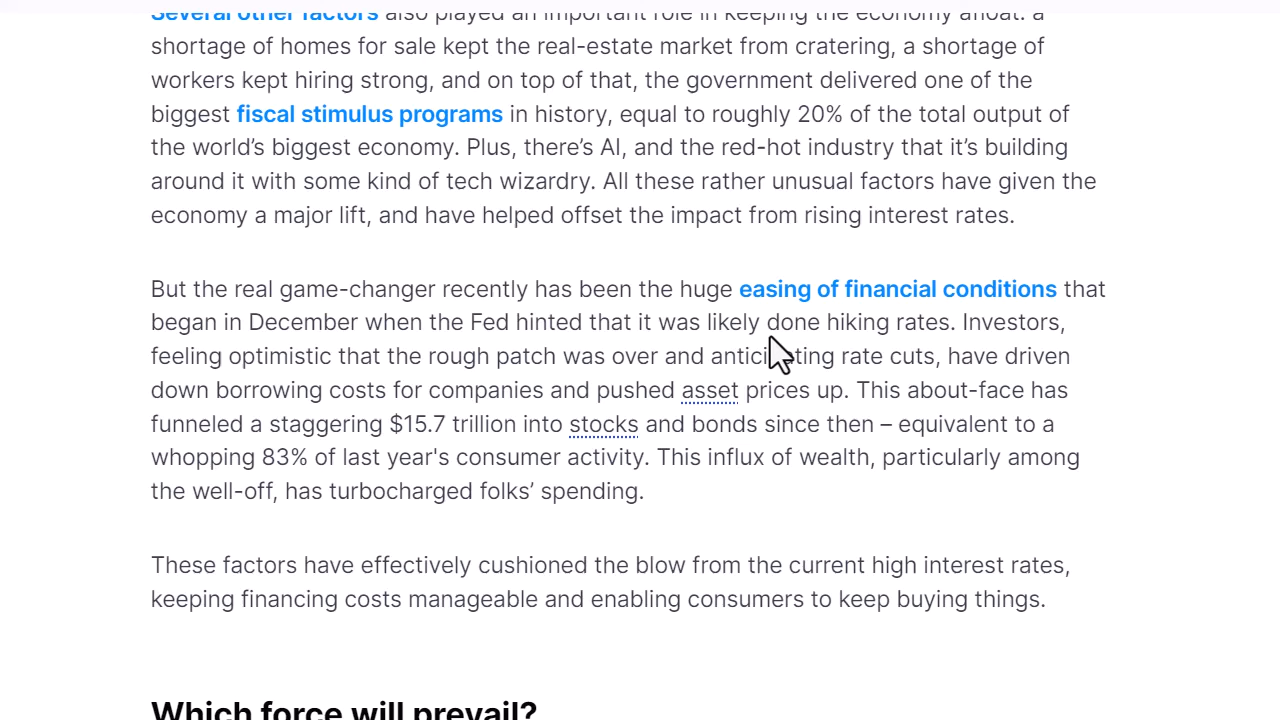 Several other factors also played an important role in keeping the economy afloat: a
shortage of homes for sale kept the real-estate market from cratering, a shortage of
workers kept hiring strong, and on top of that, the government delivered one of the
biggest fiscal stimulus programs in history, equal to roughly 20% of the total output of
the world’s biggest economy. Plus, there’s AI, and the red-hot industry that it’s building
around it with some kind of tech wizardry. All these rather unusual factors have given the
economy a major lift, and have helped offset the impact from rising interest rates.
But the real game-changer recently has been the huge easing of financial conditions that
began in December when the Fed hinted that it was likely done hiking rates. Investors,
feeling optimistic that the rough patch was over and anticipating rate cuts, have driven
down borrowing costs for companies and pushed asset prices up. This about-face has
funneled a staggering $15.7 trillion into stocks and bonds since then – equivalent to a
whopping 83% of last year's consumer activity. This influx of wealth, particularly among
the well-off, has turbocharged folks’ spending.
These factors have effectively cushioned the blow from the current high interest rates,
keeping financing costs manageable and enabling consumers to keep buying things.
Which force will prevail?